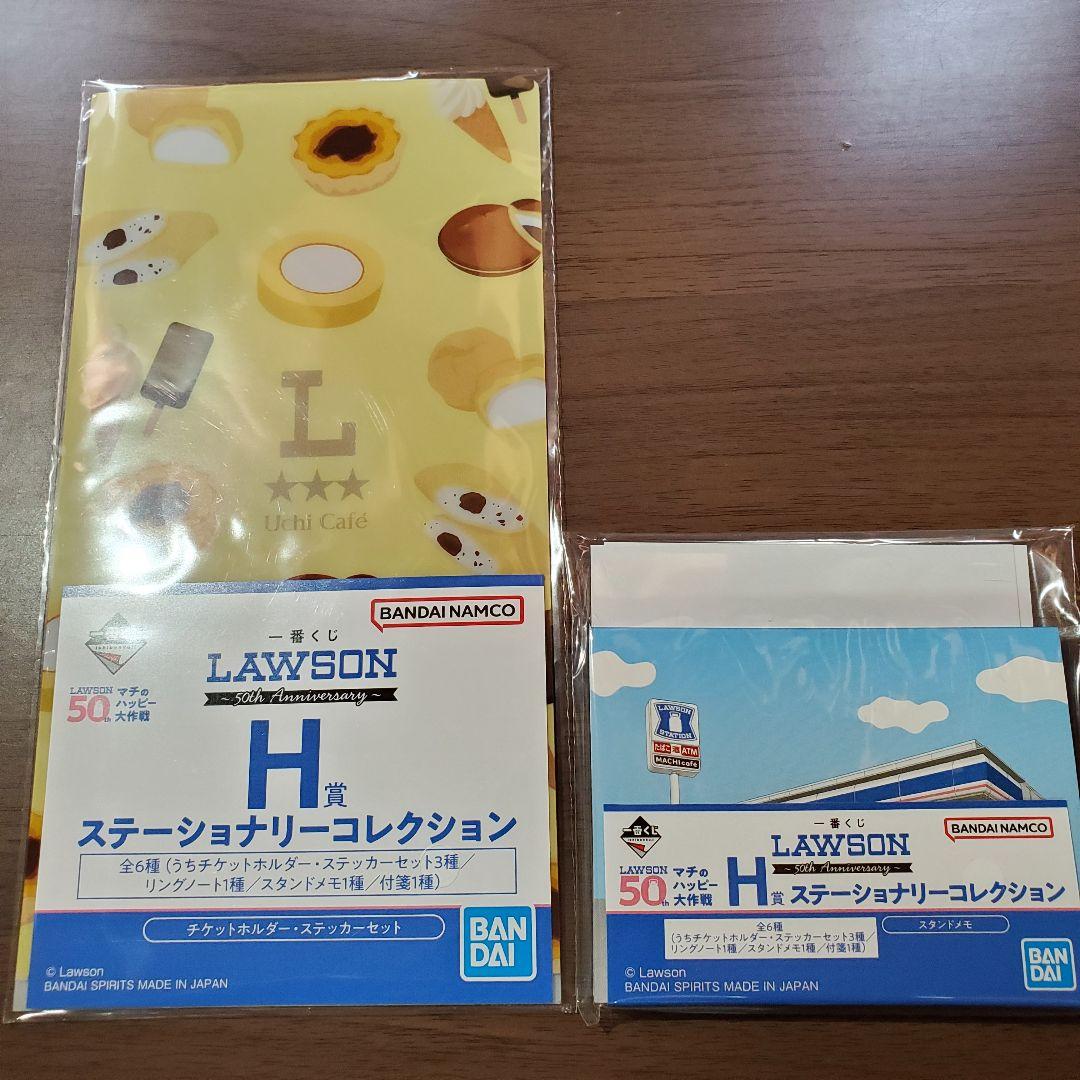 L
★★★
Uchi Café
BANDAI NAMCO
一番くじ
LAWSON
～50th Anniversary～
LAWSON
50th
マチの
ハッピー
大作戦
H賞
ステーショナリーコレクション
全6種（うちチケットホルダー・ステッカーセット3種／
リングノート1種／スタンドメモ1種／付箋1種）
チケットホルダー・ステッカーセット
BAN
DAI
© Lawson
BANDAI SPIRITS MADE IN JAPAN
LAWSON
STATION
たばこ 酒 ATM
MACHI café
一番くじ
一番くじ
LAWSON
～50th Anniversary～
BANDAI NAMCO
LAWSON
50th
マチの
ハッピー
大作戦
H賞 ステーショナリーコレクション
全6種
（うちチケットホルダー・ステッカーセット3種／
リングノート1種／スタンドメモ1種／付箋1種）
スタンドメモ
BAN
DAI
© Lawson
BANDAI SPIRITS MADE IN JAPAN